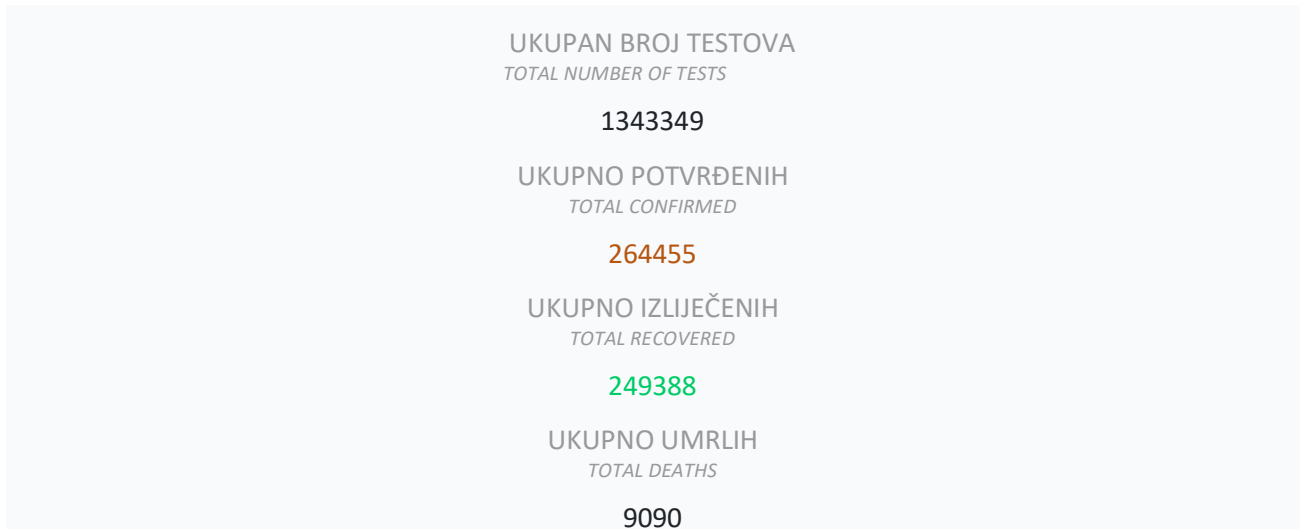 UKUPAN BROJ TESTOVA
TOTAL NUMBER OF TESTS
1343349
UKUPNO POTVRĐENIH
TOTAL CONFIRMED
264455
UKUPNO IZLIJEČENIH
TOTAL RECOVERED
249388
UKUPNO UMRLIH
TOTAL DEATHS
9090